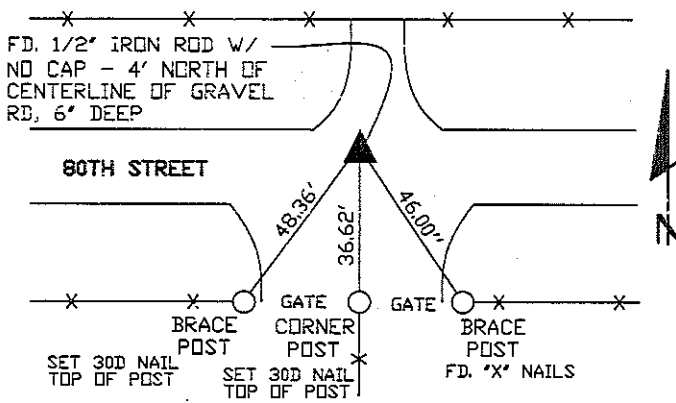 FD. 1/2" IRON ROD W/
NO CAP - 4' NORTH OF
CENTERLINE OF GRAVEL
RD, 6" DEEP
80TH STREET
48.36'
36.62'
46.00''
N
GATE
GATE
BRACE
POST
CORNER
POST
BRACE
POST
SET 30D NAIL
TOP OF POST
SET 30D NAIL
TOP OF POST
FD. "X" NAILS